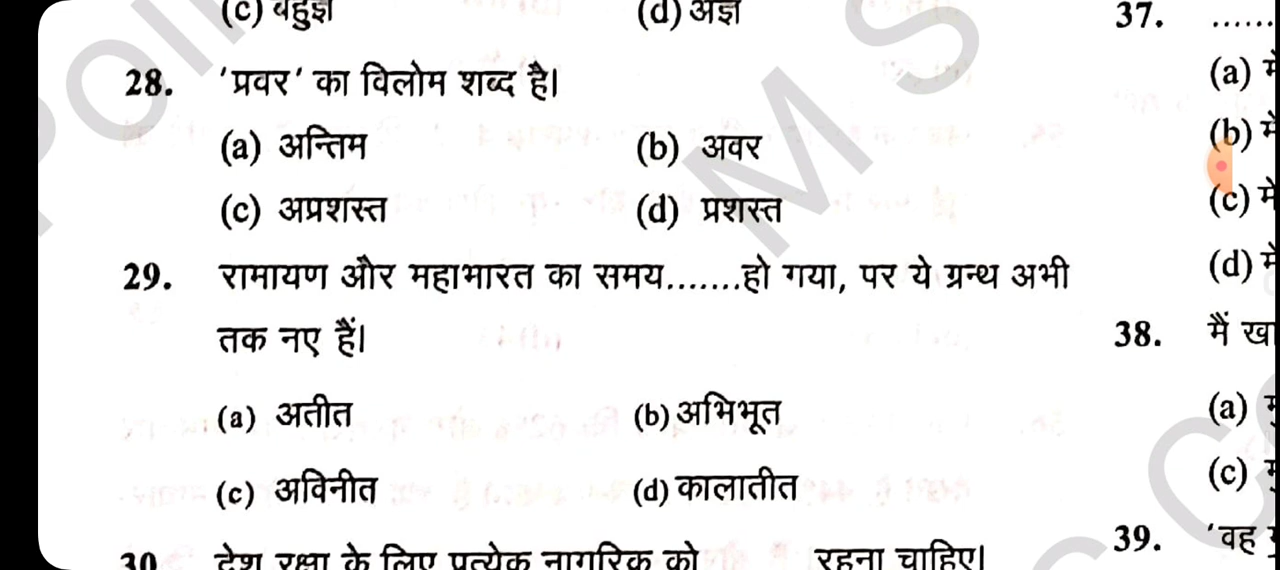 (c) बहुज्ञ (d) अज्ञ
28. 'प्रवर' का विलोम शब्द है।
(a) अन्तिम (b) अवर
(c) अप्रशस्त (d) प्रशस्त
29. रामायण और महाभारत का समय.......हो गया, पर ये ग्रन्थ अभी
तक नए हैं।
(a) अतीत (b) अभिभूत
(c) अविनीत (d) कालातीत
30 देश रक्षा के लिए प्रत्येक नागरिक को रहना चाहिए।
37. ......
(a)
(b)
(c)
(d)
38. मैं
(a)
(c)
39. 'वह
M S